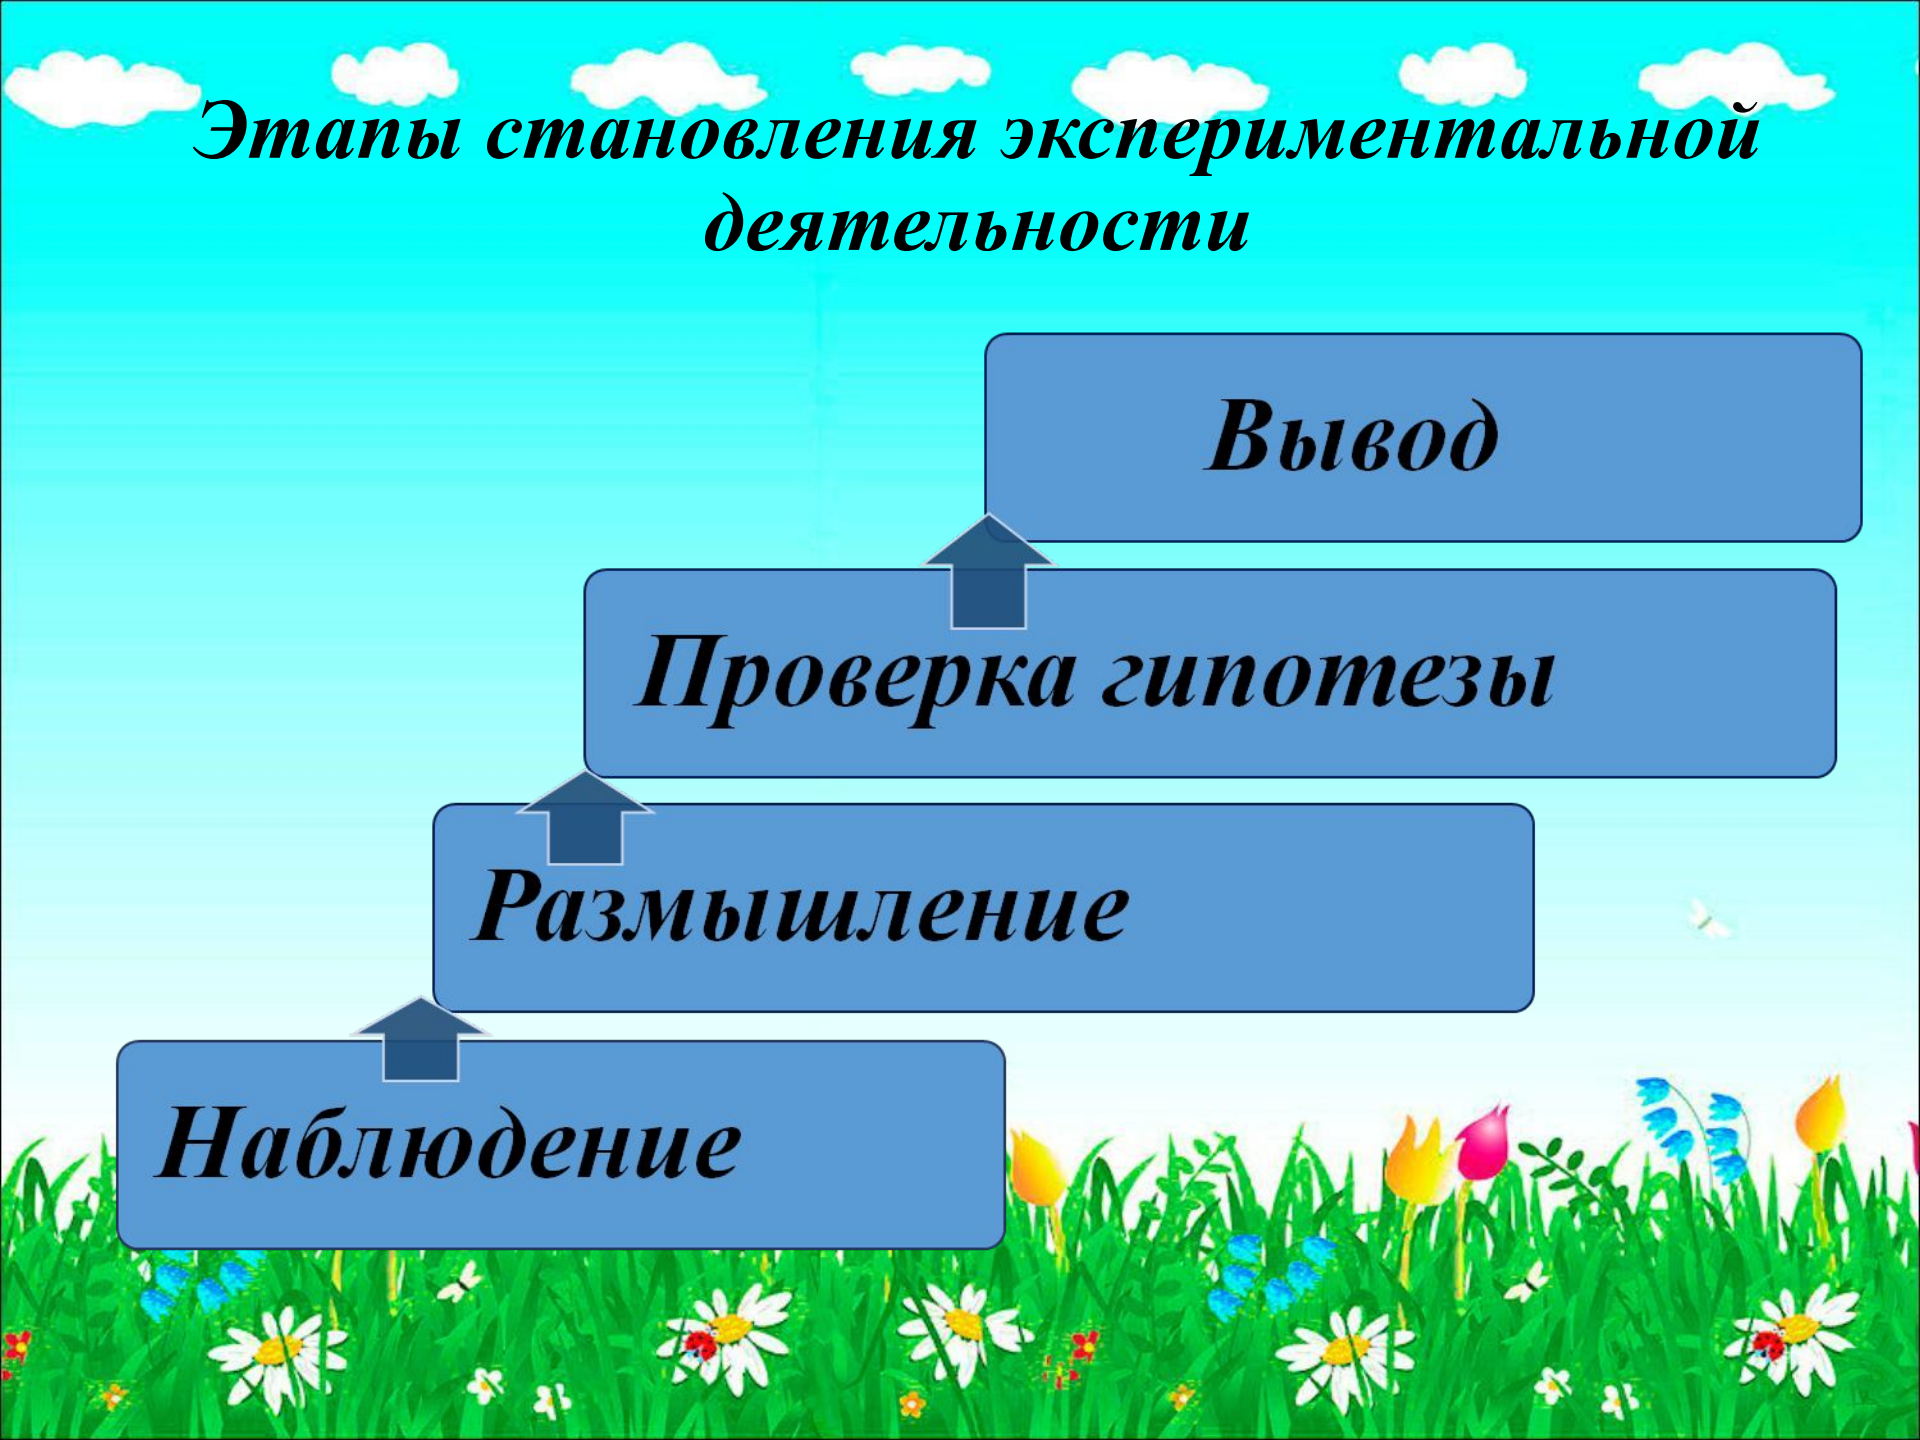 Этапы становления экспериментальной
деятельности
Вывод
Проверка гипотезы
Размышление
Наблюдение